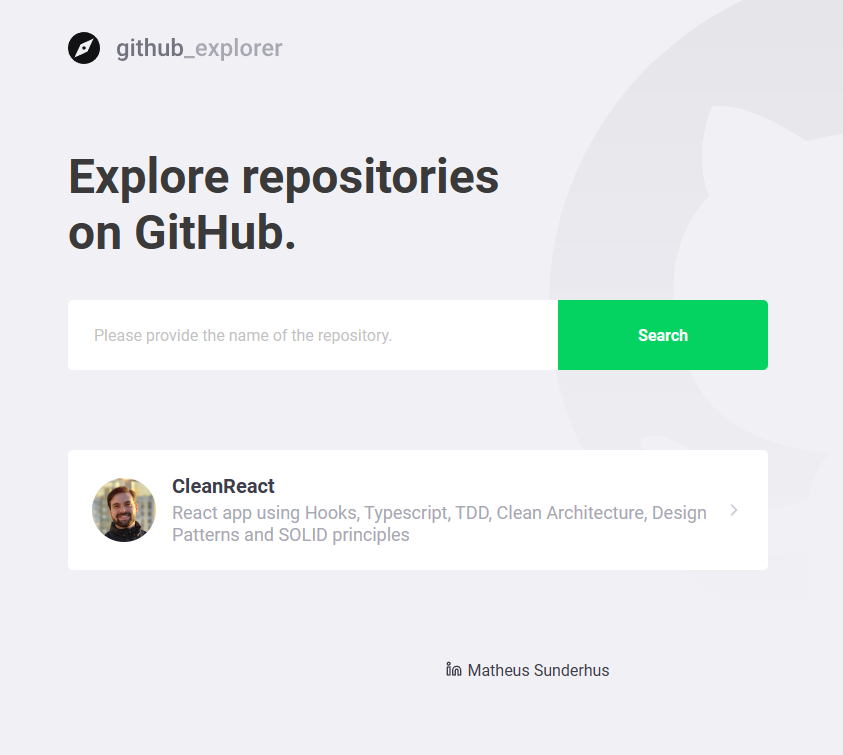 github_explorer
Explore repositories
on GitHub.
Please provide the name of the repository.
Search
CleanReact
React app using Hooks, Typescript, TDD, Clean Architecture, Design
Patterns and SOLID principles
Matheus Sunderhus